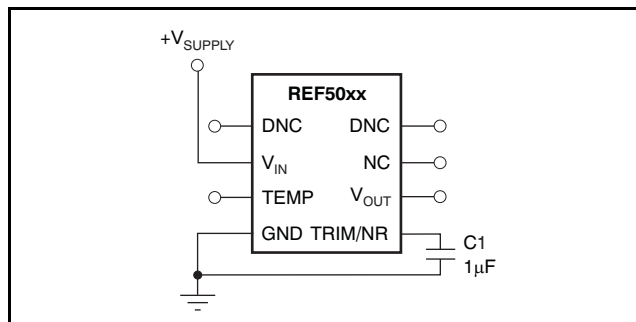 +VSUPPLY
REF50xx
DNC DNC
VIN NC
TEMP VOUT
GND TRIM/NR
C1
1μF